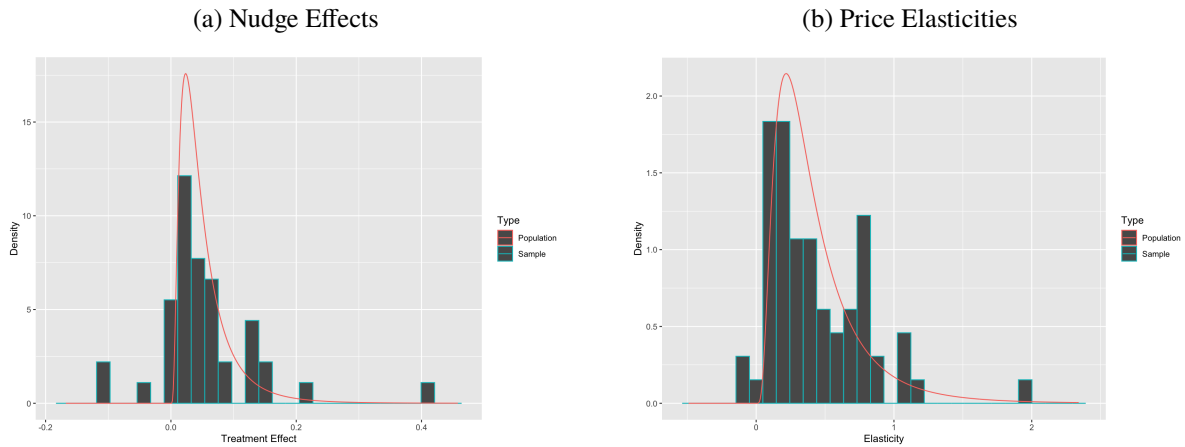 (a) Nudge Effects
(b) Price Elasticities
15
10
5
0
Density
-0.2
0.0
0.2
0.4
Treatment Effect
Type
Population
Sample
2.0
1.5
1.0
0.5
0.0
Density
0
1
2
Elasticity
Type
Population
Sample